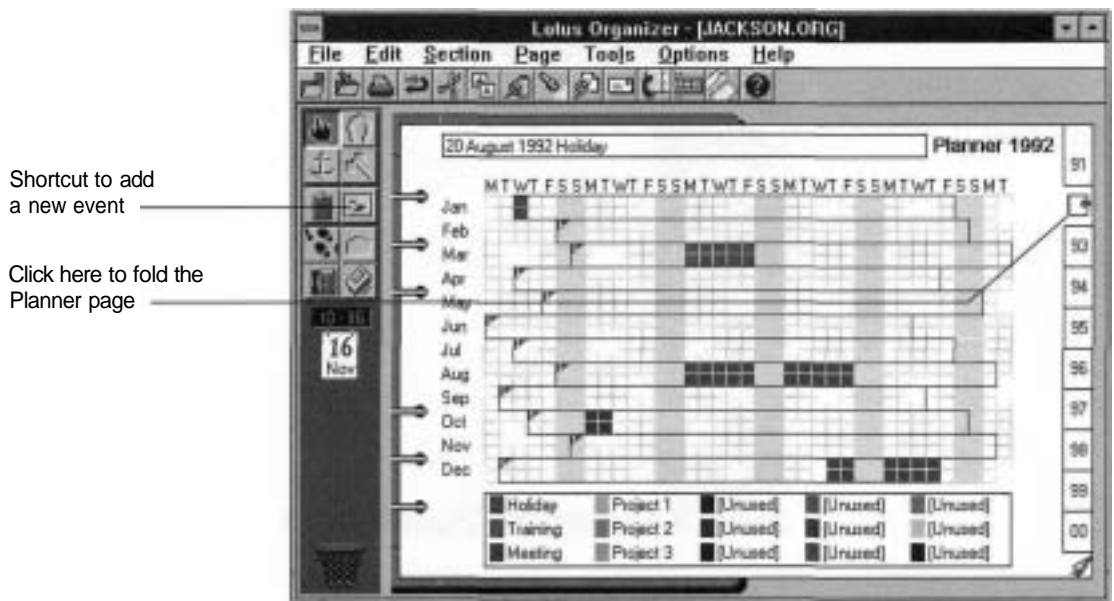 Lotus Organizer - [JACKSON.ORG]
File Edit Section Page Tools Options Help
20 August 1992 Holiday
Planner 1992
91
Shortcut to add
a new event
M T W T F S S M T W T F S S M T W T F S S M T W T F S S M T W T F S S M T
Jan
Feb
Mar
93
Click here to fold the
Planner page
Apr
94
May
10:35
Jun
95
16
Nov
Jul
Aug
96
Sep
97
Oct
Nov
98
Dec
99
Holiday Project 1 [Unused] [Unused] [Unused]
Training Project 2 [Unused] [Unused] [Unused]
00
Meeting Project 3 [Unused] [Unused] [Unused]